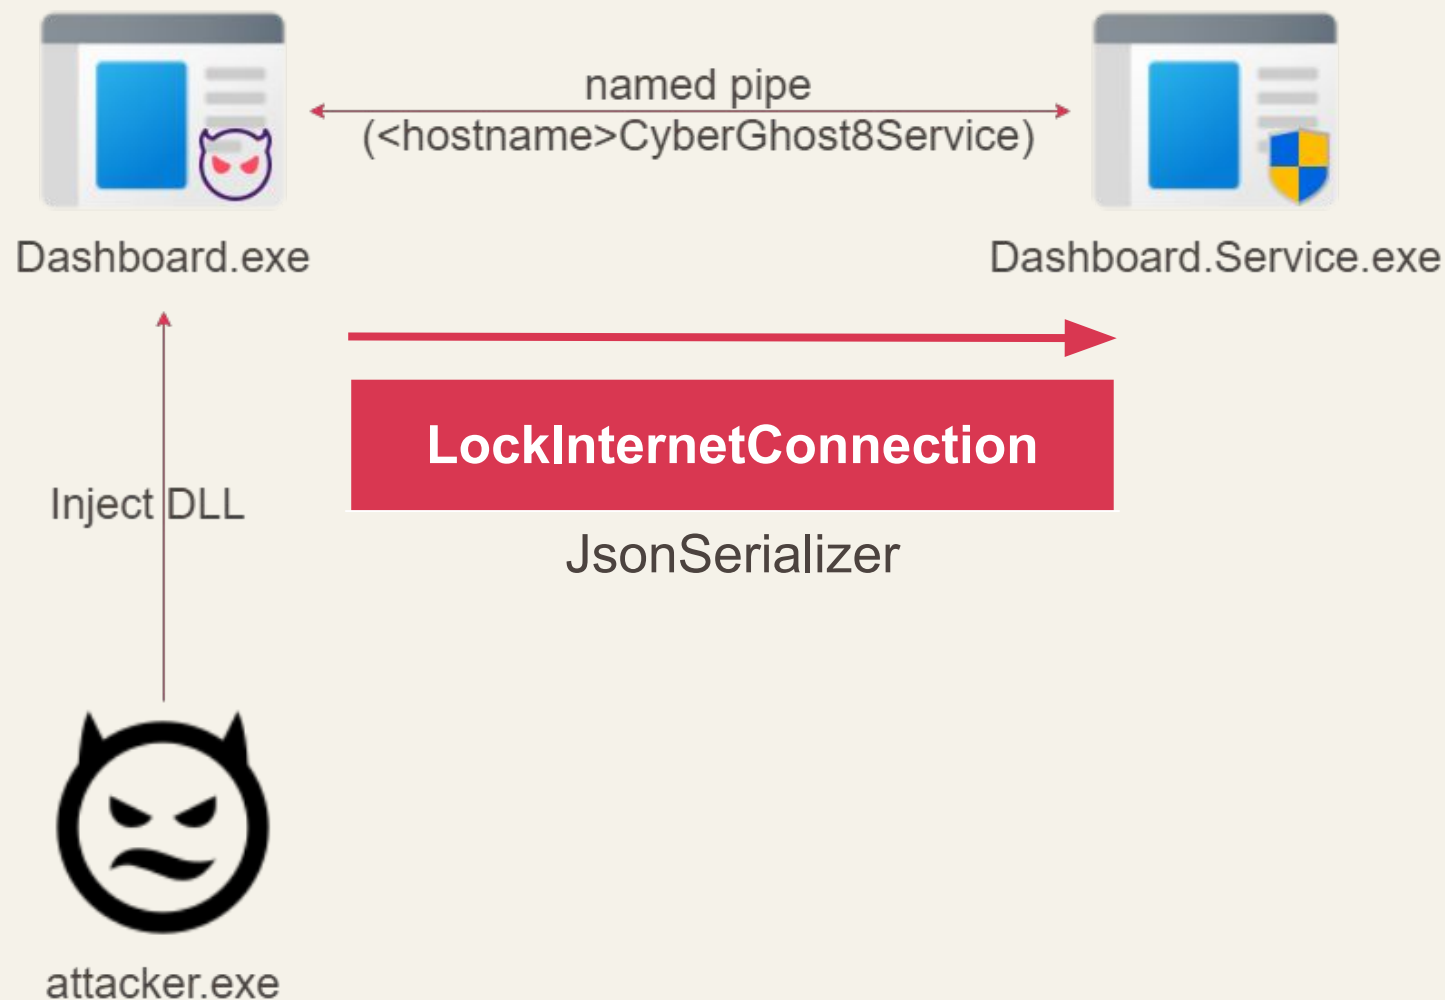 named pipe
(<hostname>CyberGhost8Service)
Dashboard.exe
Dashboard.Service.exe
LockInternetConnection
Inject DLL
JsonSerializer
attacker.exe